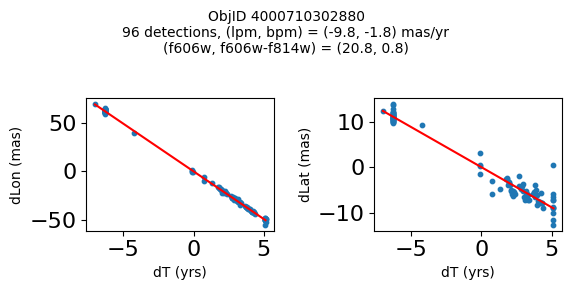 ObjID 4000710302880
96 detections, (lpm, bpm) = (-9.8, -1.8) mas/yr
(f606w, f606w-f814w) = (20.8, 0.8)
dLon (mas)
50
0
−50
−5
0
5
dT (yrs)
dLat (mas)
10
0
−10
−5
0
5
dT (yrs)